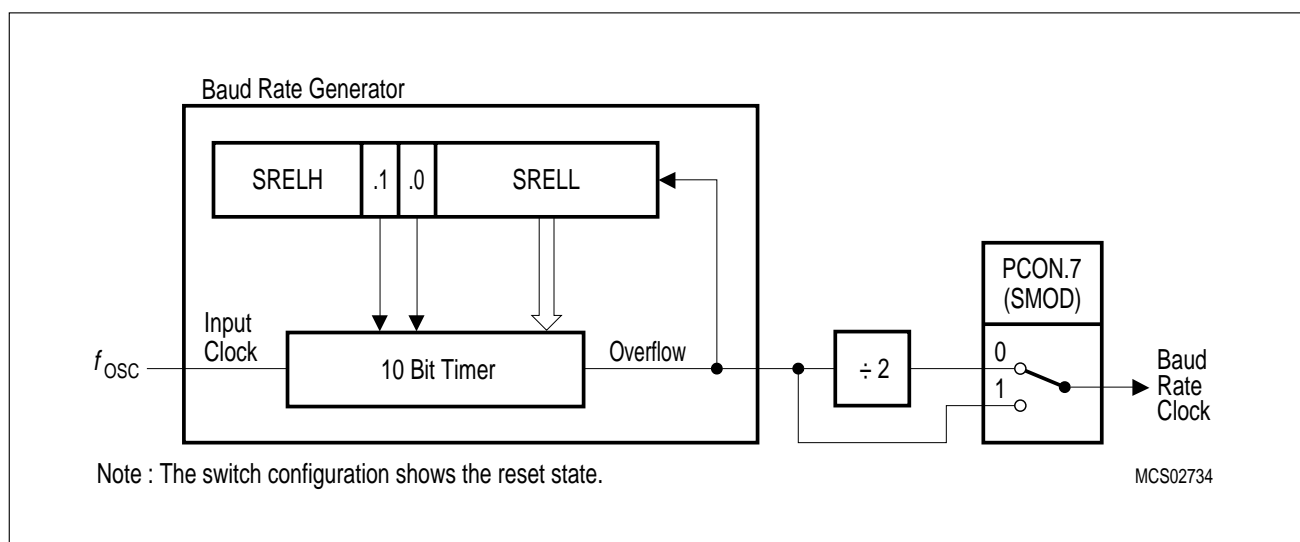 Baud Rate Generator
SRELH
.1
.0
SRELL
PCON.7
(SMOD)
Input
Clock
f OSC
10 Bit Timer
Overflow
÷ 2
0
1
Baud
Rate
Clock
Note : The switch configuration shows the reset state.
MCS02734